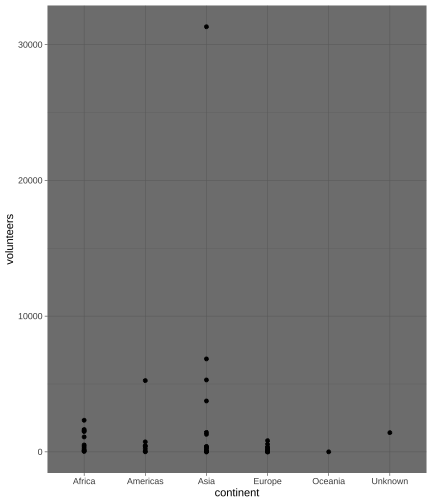 30000
20000
10000
0
volunteers
Africa Americas Asia Europe Oceania Unknown
continent